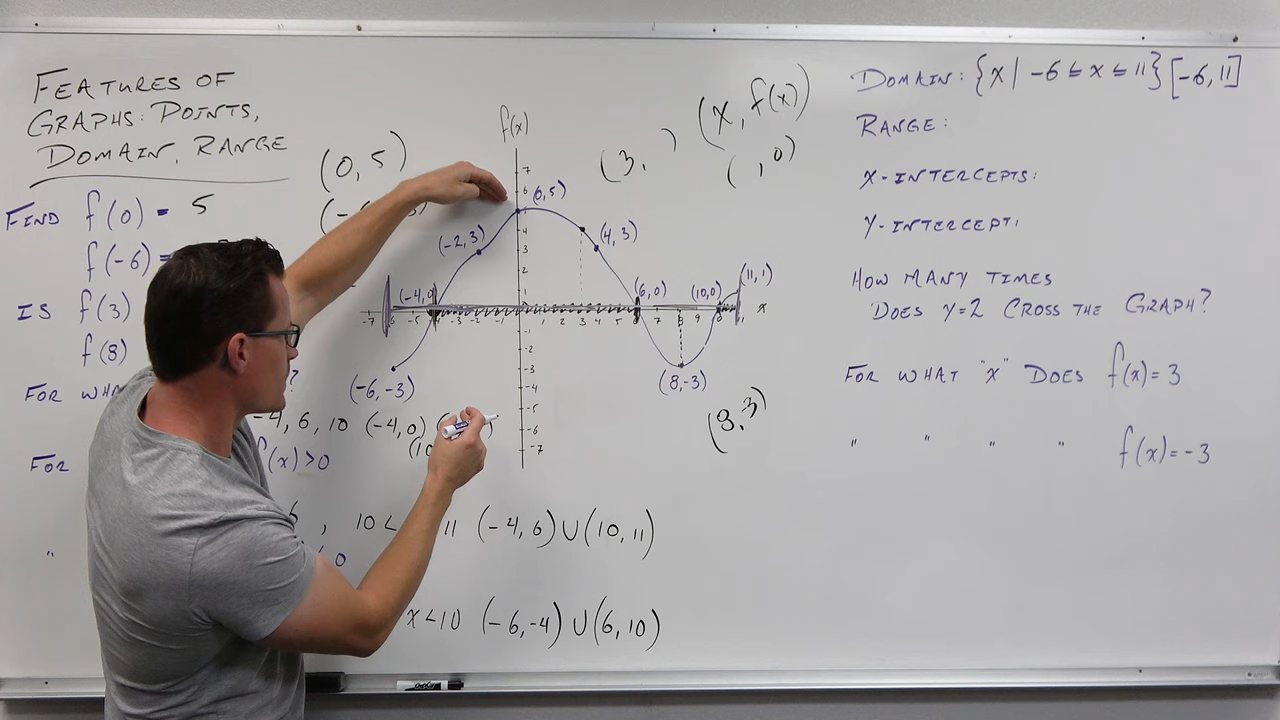 FEATURES OF
GRAPHS: POINTS,
DOMAIN, RANGE
FIND f(0) = 5
f(-6) =
IS f(3)
f(8)
FOR
?
-4, 6, 10 (-4, 0)
FOR f(x) > 0
6 , 10 < 11 (-4, 6) ∪ (10, 11)
" 0
x < 10 (-6, -4) ∪ (6, 10)
(0, 5)
f(x)
(3, )
(x, f(x))
( , 0)
7
6
(0, 5)
(-2, 3)
(4, 3)
(-4, 0)
(6, 0)
(10, 0)
(11, 1)
x
(-6, -3)
(8, -3)
(8, 3)
DOMAIN: {X | -6 ≤ X ≤ 11} [-6, 11]
RANGE:
X-INTERCEPTS:
Y-INTERCEPT:
HOW MANY TIMES
DOES Y=2 CROSS THE GRAPH?
FOR WHAT "X" DOES f(x) = 3
" " " " f(x) = -3